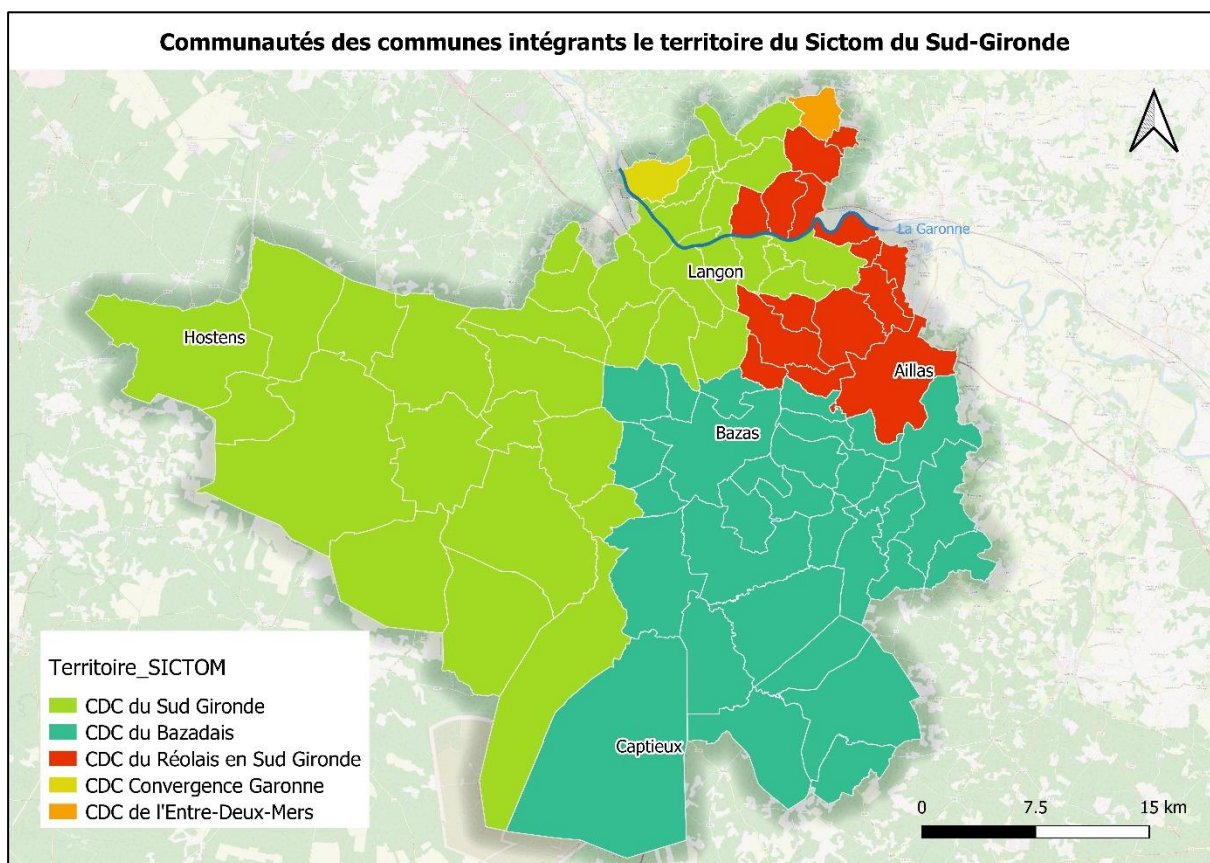 Communautés des communes intégrants le territoire du Sictom du Sud-Gironde
La Garonne
Langon
Hostens
Aillas
Bazas
Captieux
Territoire_SICTOM
CDC du Sud Gironde
CDC du Bazadais
CDC du Réolais en Sud Gironde
CDC Convergence Garonne
CDC de l'Entre-Deux-Mers
0 7.5 15 km